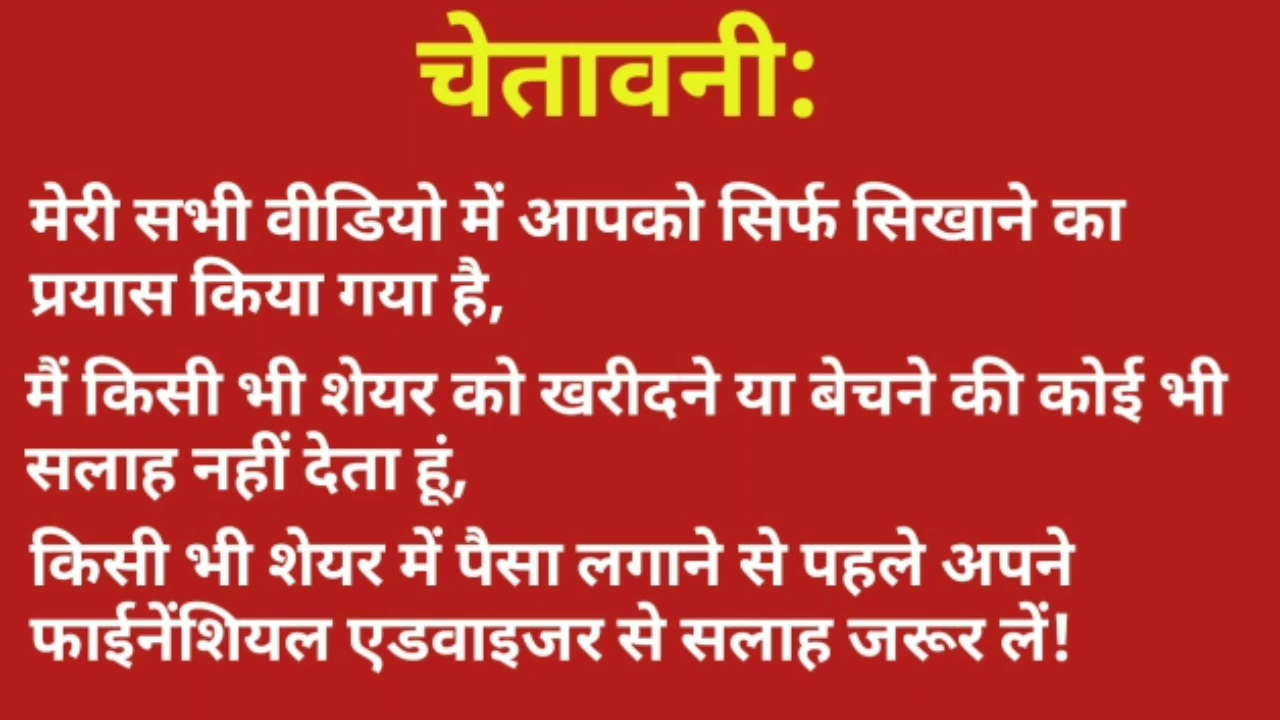 चेतावनी:
मेरी सभी वीडियो में आपको सिर्फ सिखाने का
प्रयास किया गया है,
मैं किसी भी शेयर को खरीदने या बेचने की कोई भी
सलाह नहीं देता हूं,
किसी भी शेयर में पैसा लगाने से पहले अपने
फाईनेंशियल एडवाइजर से सलाह जरूर लें!